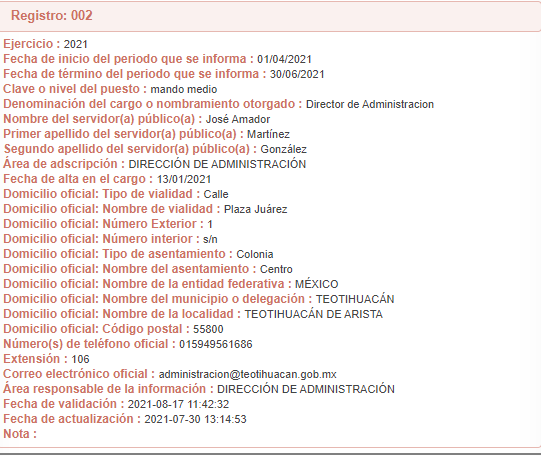 Registro: 002
Ejercicio : 2021
Fecha de inicio del periodo que se informa : 01/04/2021
Fecha de término del periodo que se informa : 30/06/2021
Clave o nivel del puesto : mando medio
Denominación del cargo o nombramiento otorgado : Director de Administracion
Nombre del servidor(a) público(a) : José Amador
Primer apellido del servidor(a) público(a) : Martínez
Segundo apellido del servidor(a) público(a) : González
Área de adscripción : DIRECCIÓN DE ADMINISTRACIÓN
Fecha de alta en el cargo : 13/01/2021
Domicilio oficial: Tipo de vialidad : Calle
Domicilio oficial: Nombre de vialidad : Plaza Juárez
Domicilio oficial: Número Exterior : 1
Domicilio oficial: Número interior : s/n
Domicilio oficial: Tipo de asentamiento : Colonia
Domicilio oficial: Nombre del asentamiento : Centro
Domicilio oficial: Nombre de la entidad federativa : MÉXICO
Domicilio oficial: Nombre del municipio o delegación : TEOTIHUACÁN
Domicilio oficial: Nombre de la localidad : TEOTIHUACÁN DE ARISTA
Domicilio oficial: Código postal : 55800
Número(s) de teléfono oficial : 015949561686
Extensión : 106
Correo electrónico oficial : administracion@teotihuacan.gob.mx
Área responsable de la información : DIRECCIÓN DE ADMINISTRACIÓN
Fecha de validación : 2021-08-17 11:42:32
Fecha de actualización : 2021-07-30 13:14:53
Nota :